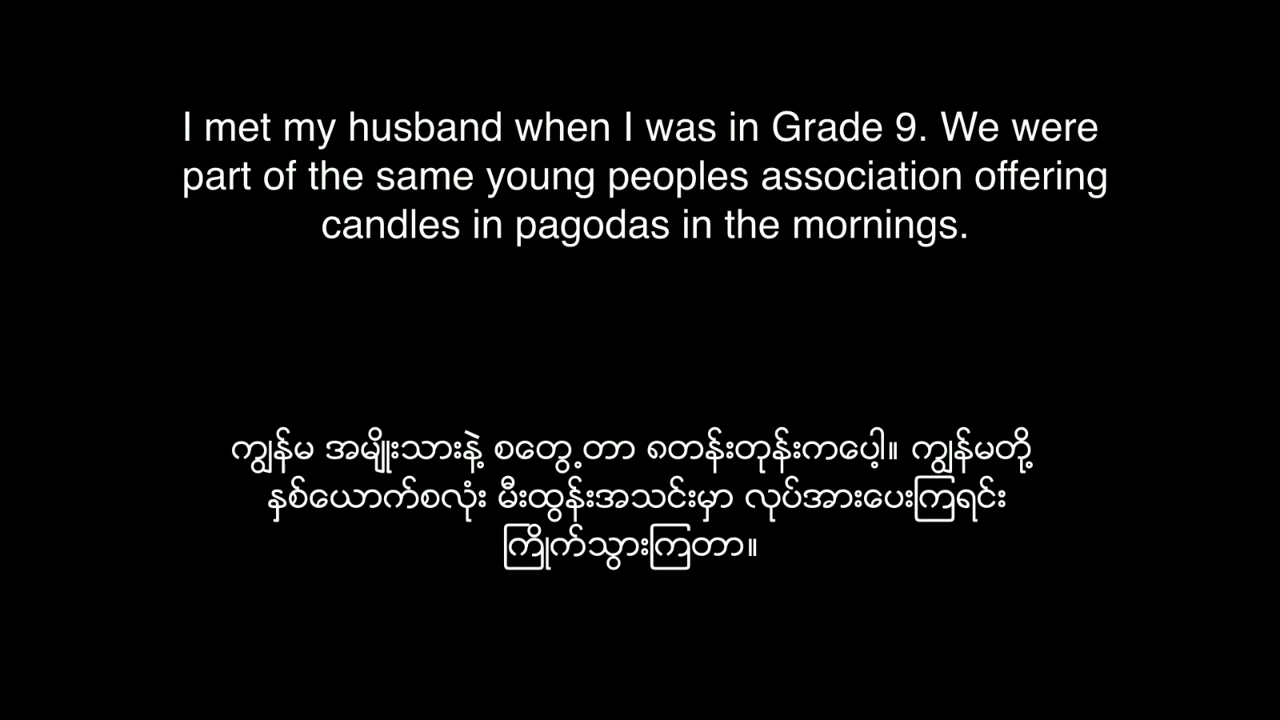 I met my husband when I was in Grade 9. We were
part of the same young peoples association offering
candles in pagodas in the mornings.
ကျွန်မ အမျိုးသားနဲ့ စတွေ့တာ ၈တန်းတုန်းကပေါ့။ ကျွန်မတို့
နှစ်ယောက်စလုံး မီးထွန်းအသင်းမှာ လုပ်အားပေးကြရင်း
ကြိုက်သွားကြတာ။